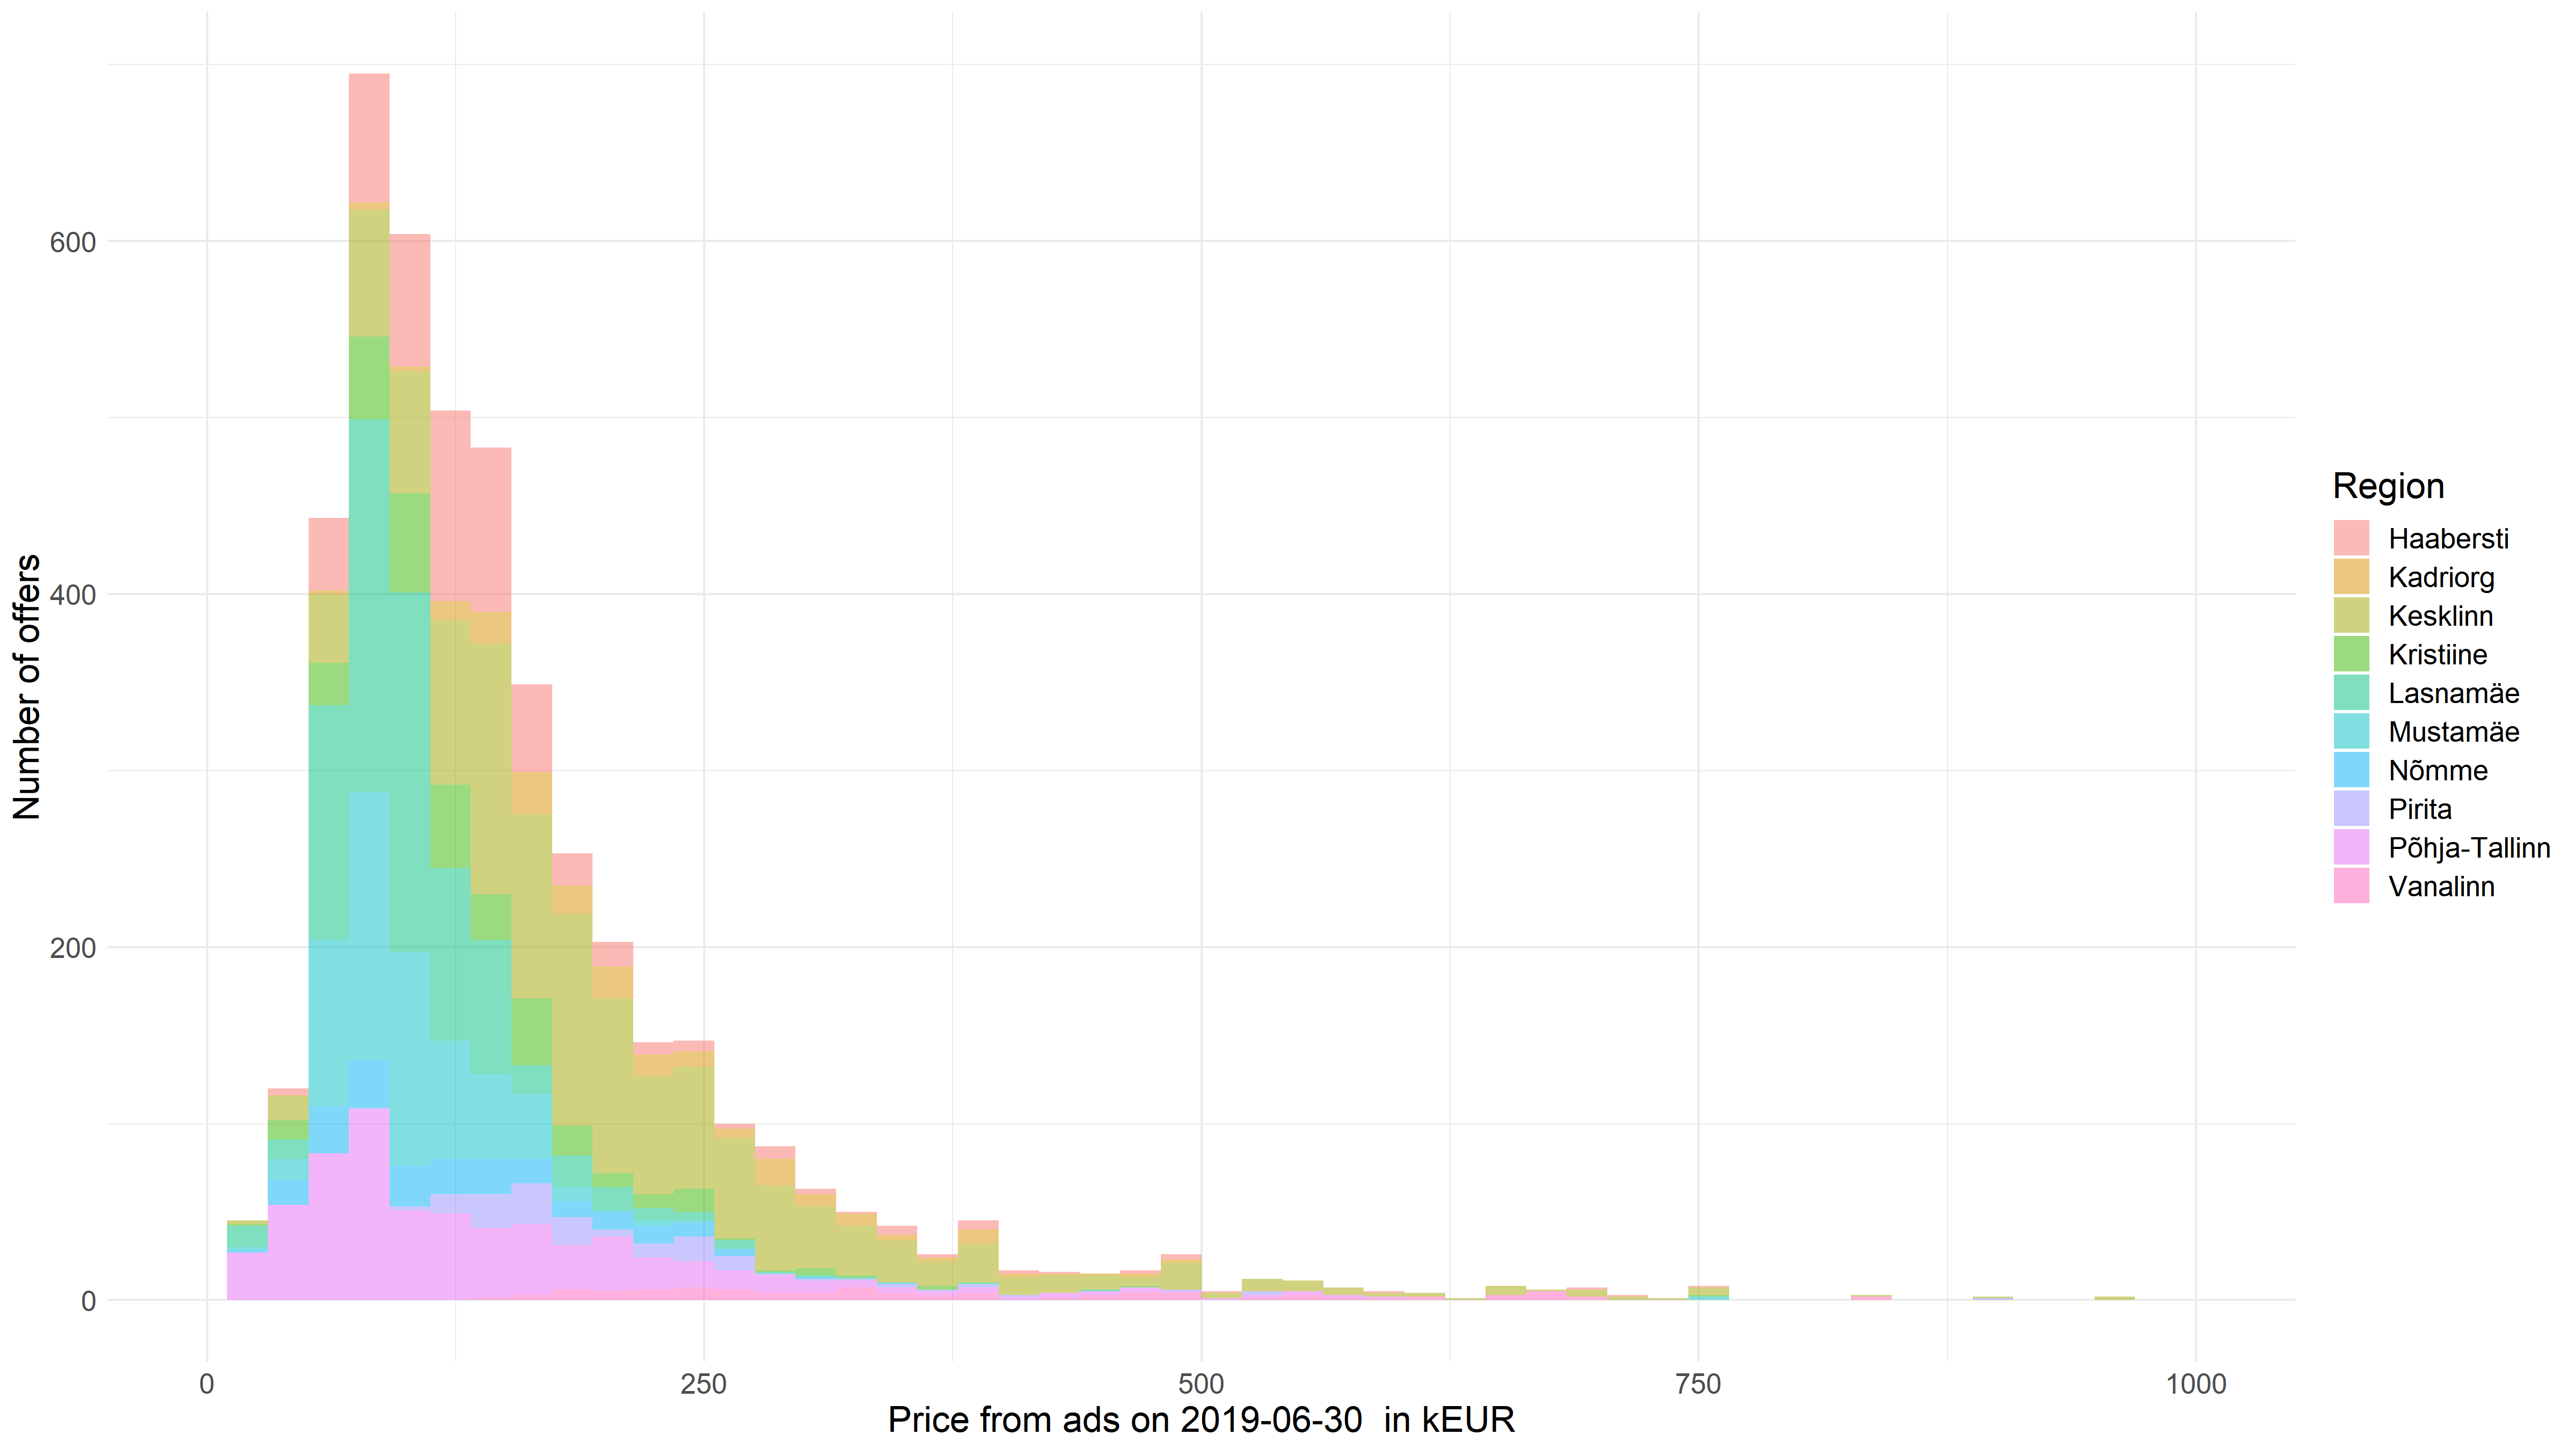 600
400
200
0
Number of offers
0
250
500
750
1000
Price from ads on 2019-06-30  in kEUR
Region
Haabersti
Kadriorg
Kesklinn
Kristiine
Lasnamäe
Mustamäe
Nõmme
Pirita
Põhja-Tallinn
Vanalinn